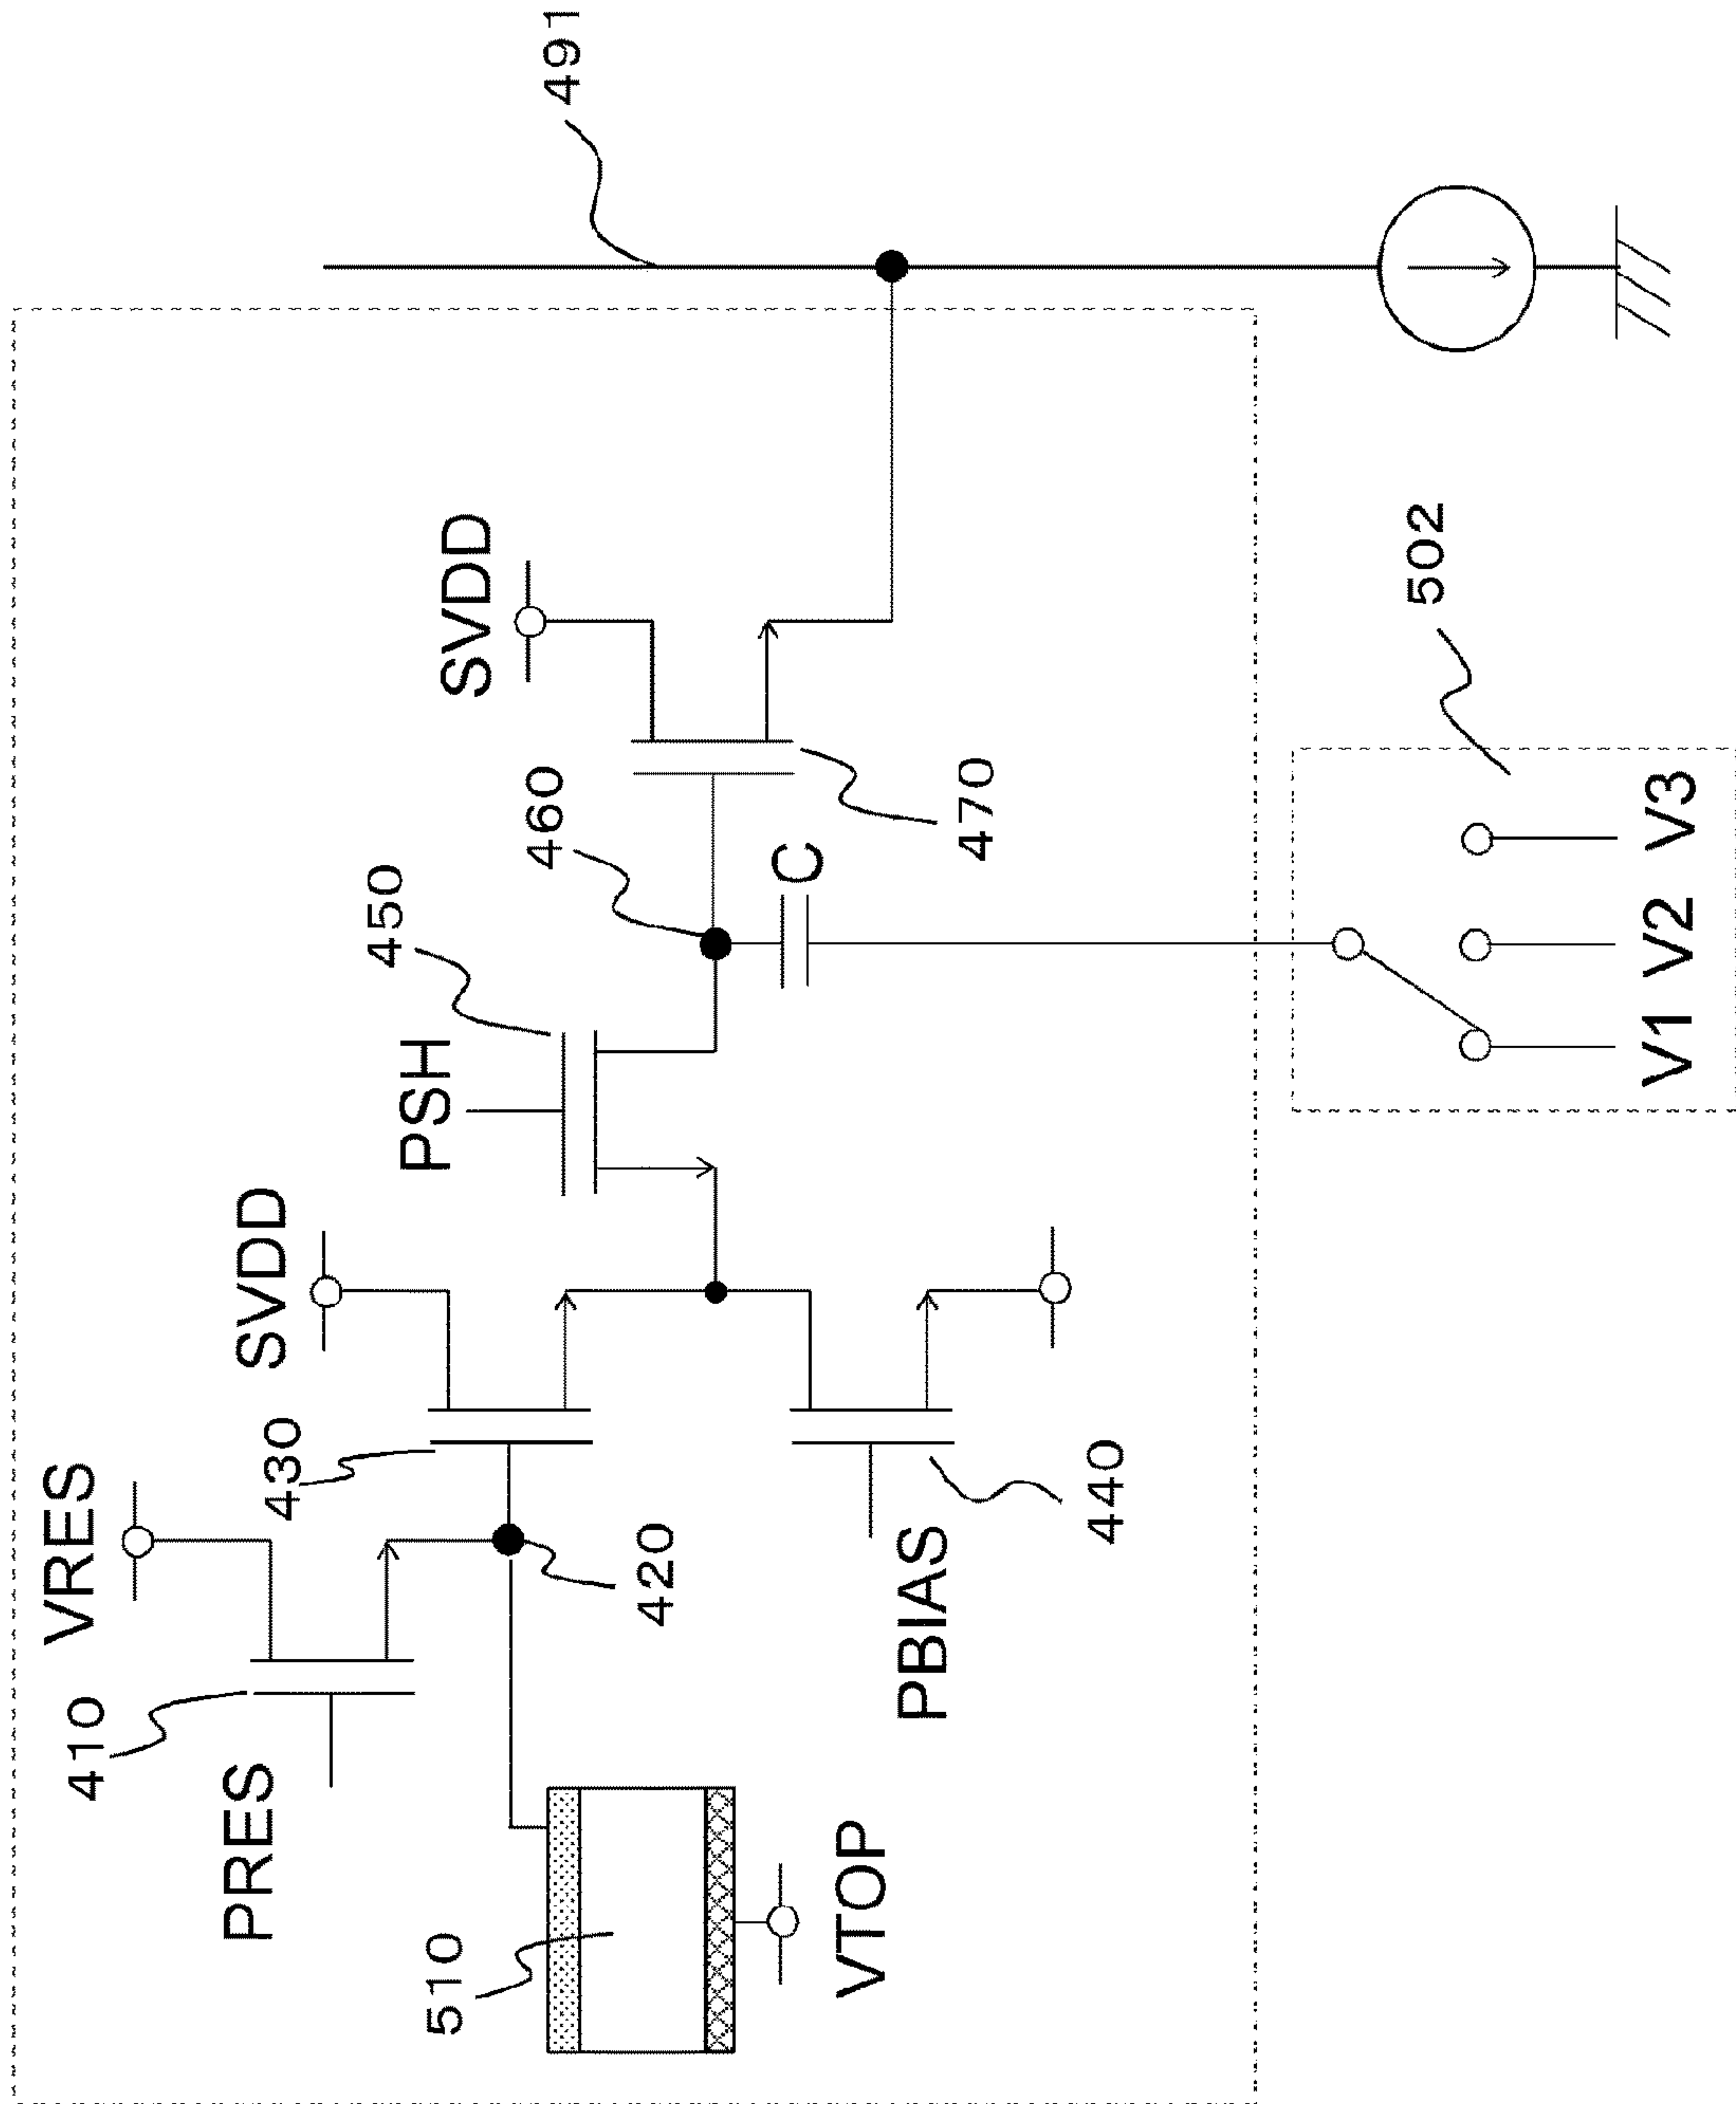 410
VRES
PRES
SVDD
430
450
PSH
510
SVDD
460
491
420
C
VTOP
PBIAS
470
440
502
V1 V2 V3